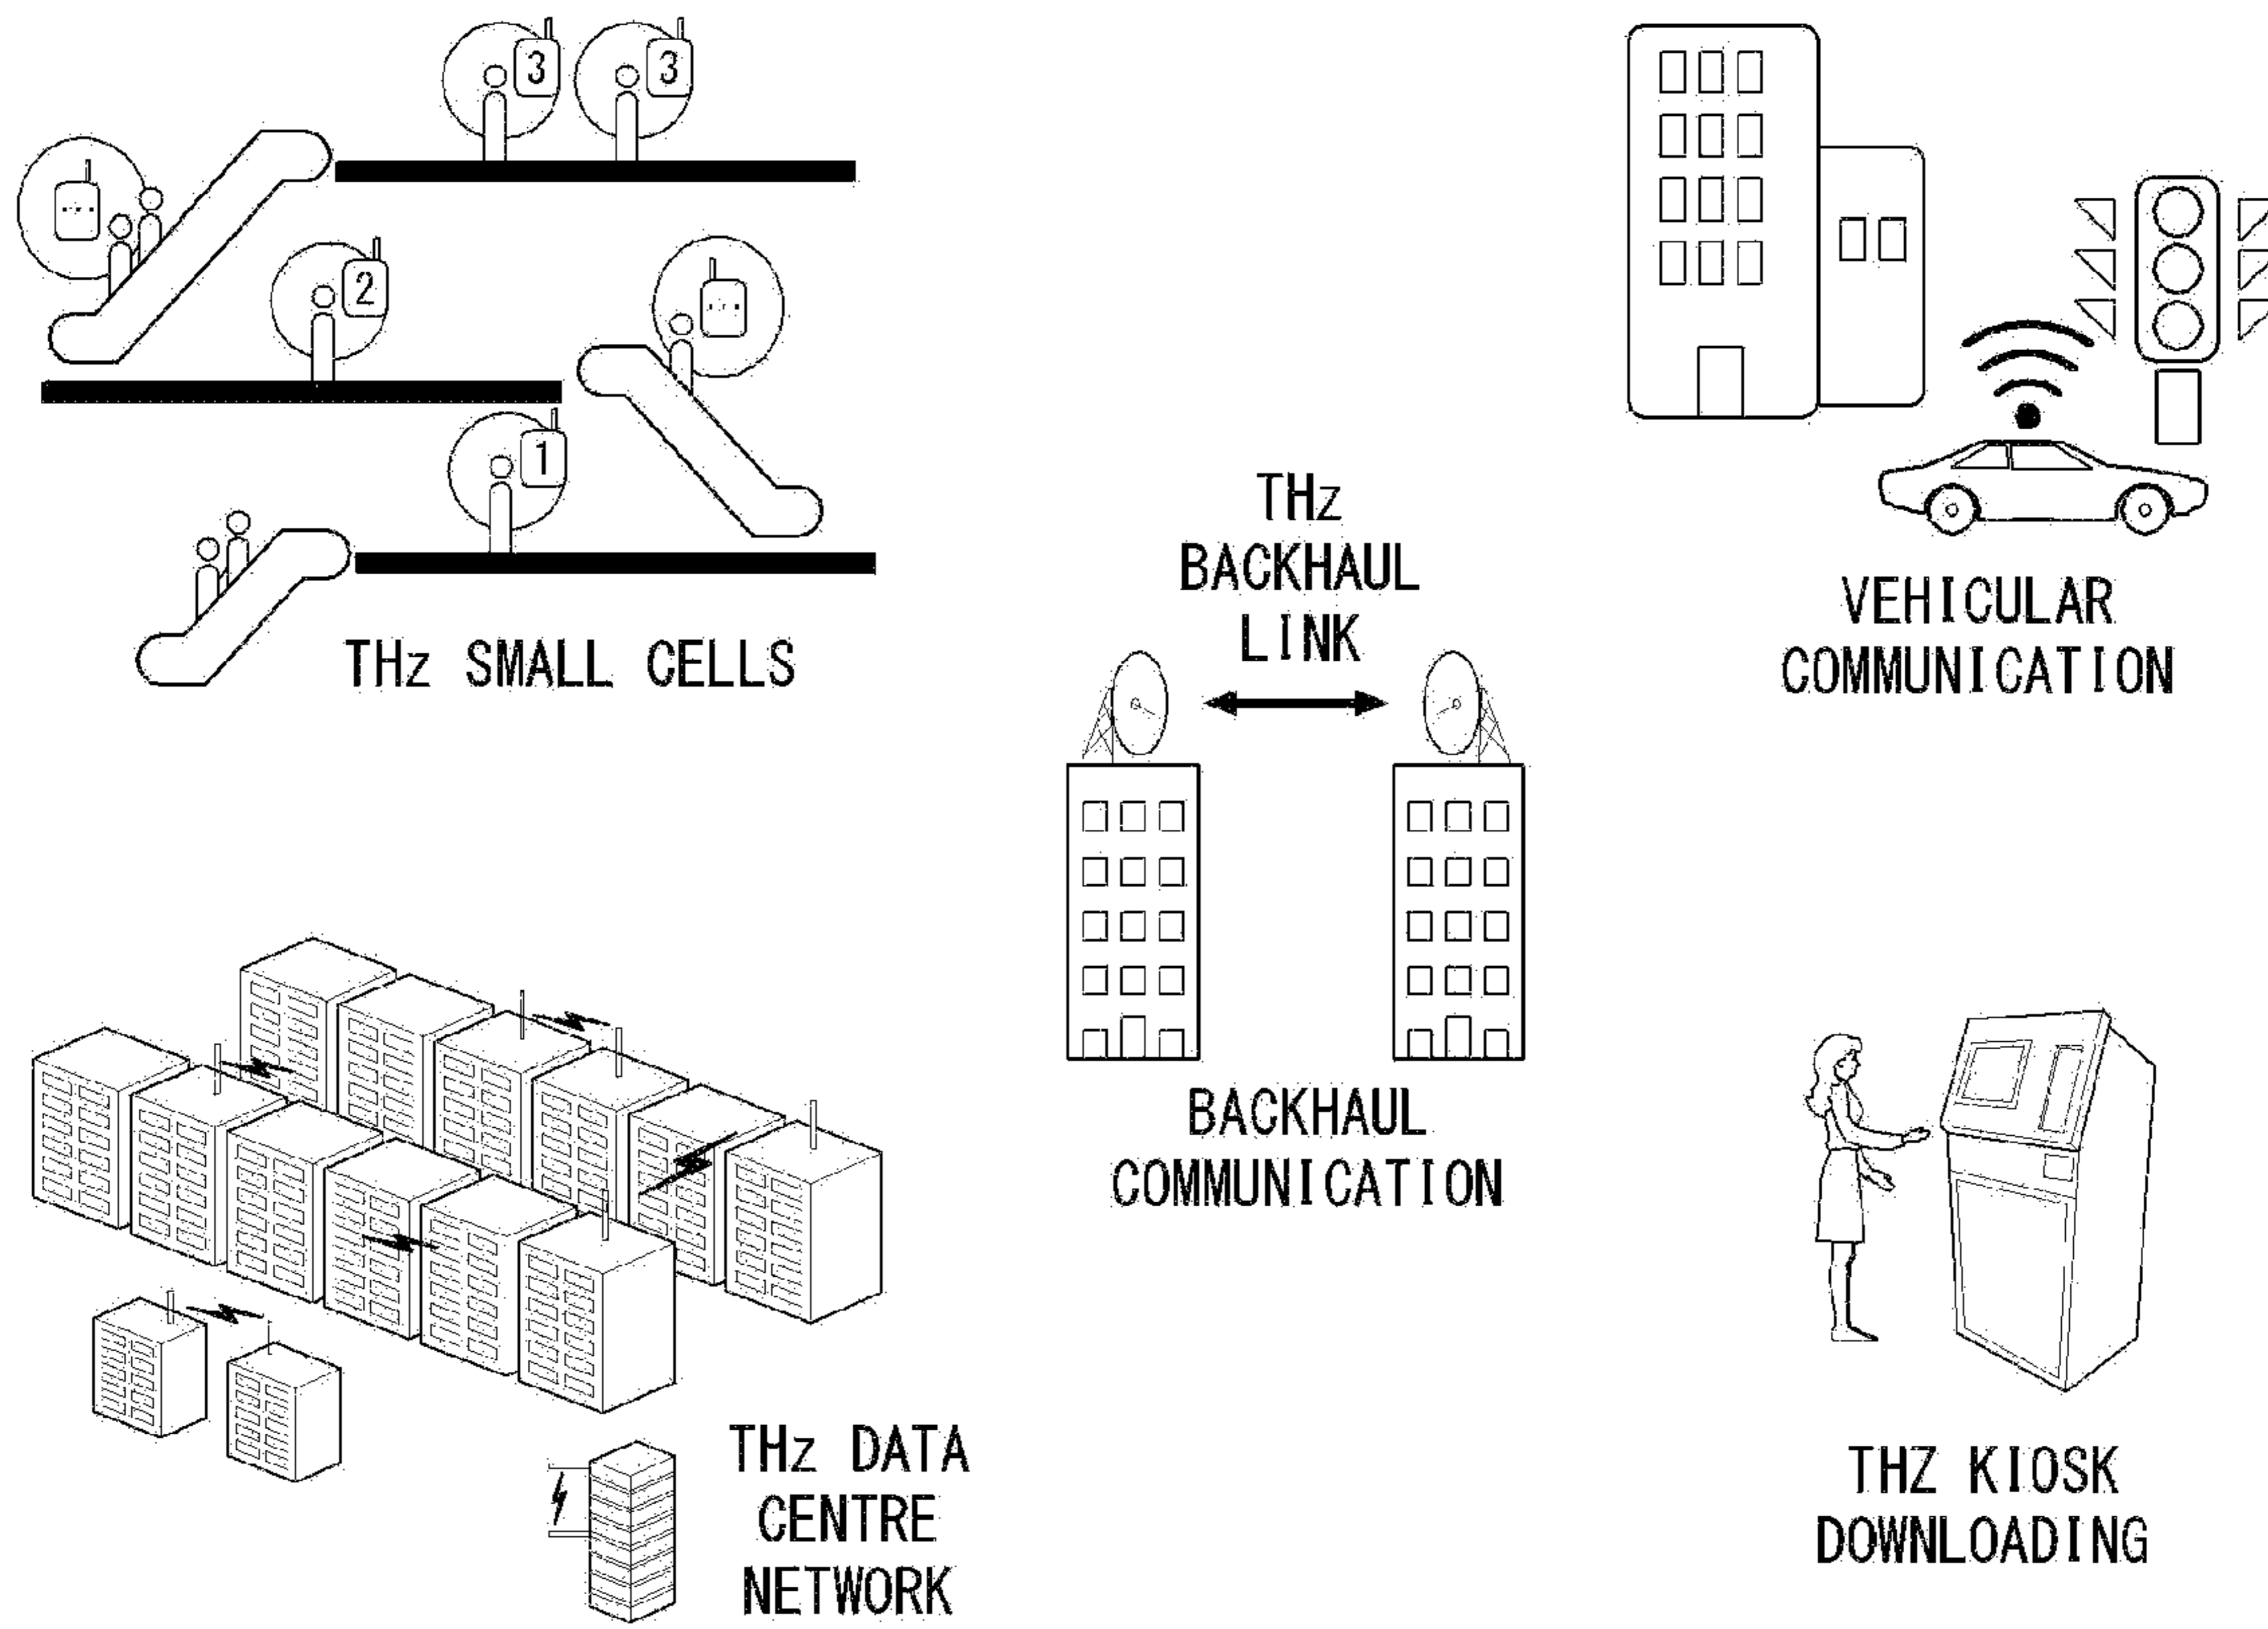 3
3
...
2
...
1
THz SMALL CELLS
THz
BACKHAUL
LINK
VEHICULAR
COMMUNICATION
BACKHAUL
COMMUNICATION
THz DATA
CENTRE
NETWORK
THZ KIOSK
DOWNLOADING